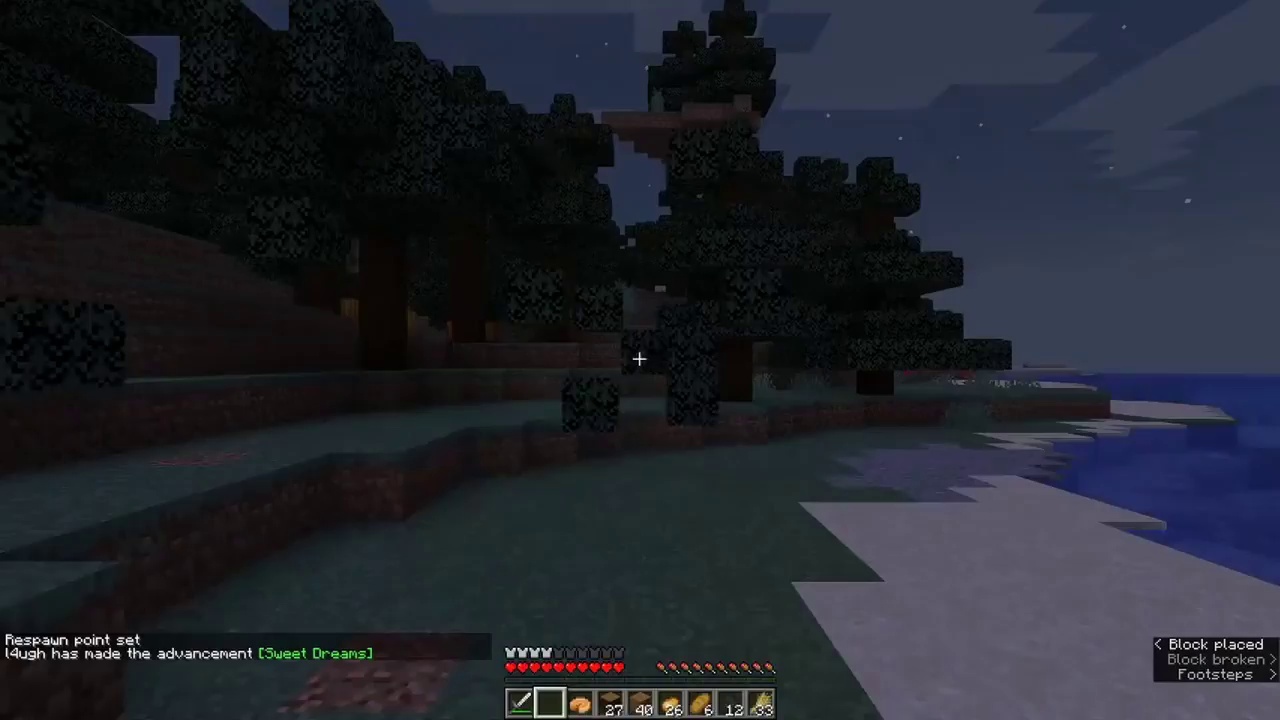 Respawn point set
l4ugh has made the advancement [Sweet Dreams]
< Block placed
Block broken >
Footsteps >
27 40 26 6 12 33